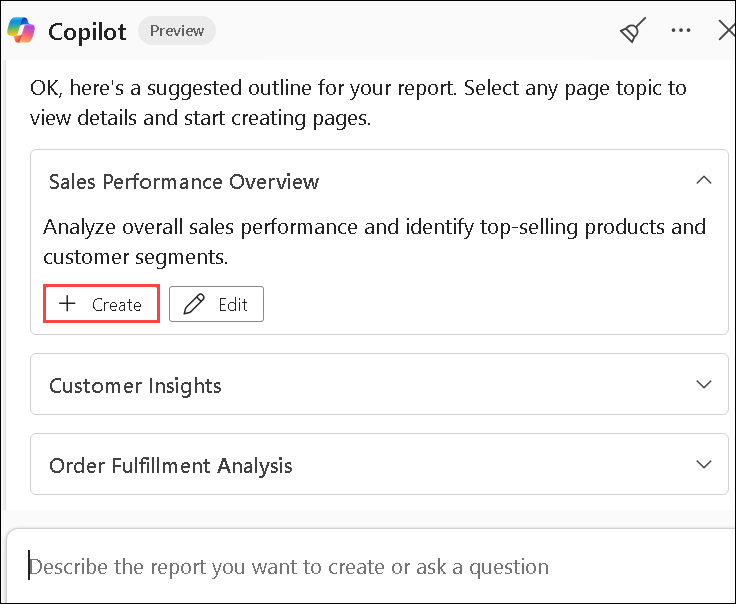 Copilot Preview
OK, here's a suggested outline for your report. Select any page topic to
view details and start creating pages.
Sales Performance Overview
Analyze overall sales performance and identify top-selling products and
customer segments.
Create Edit
Customer Insights
Order Fulfillment Analysis
Describe the report you want to create or ask a question